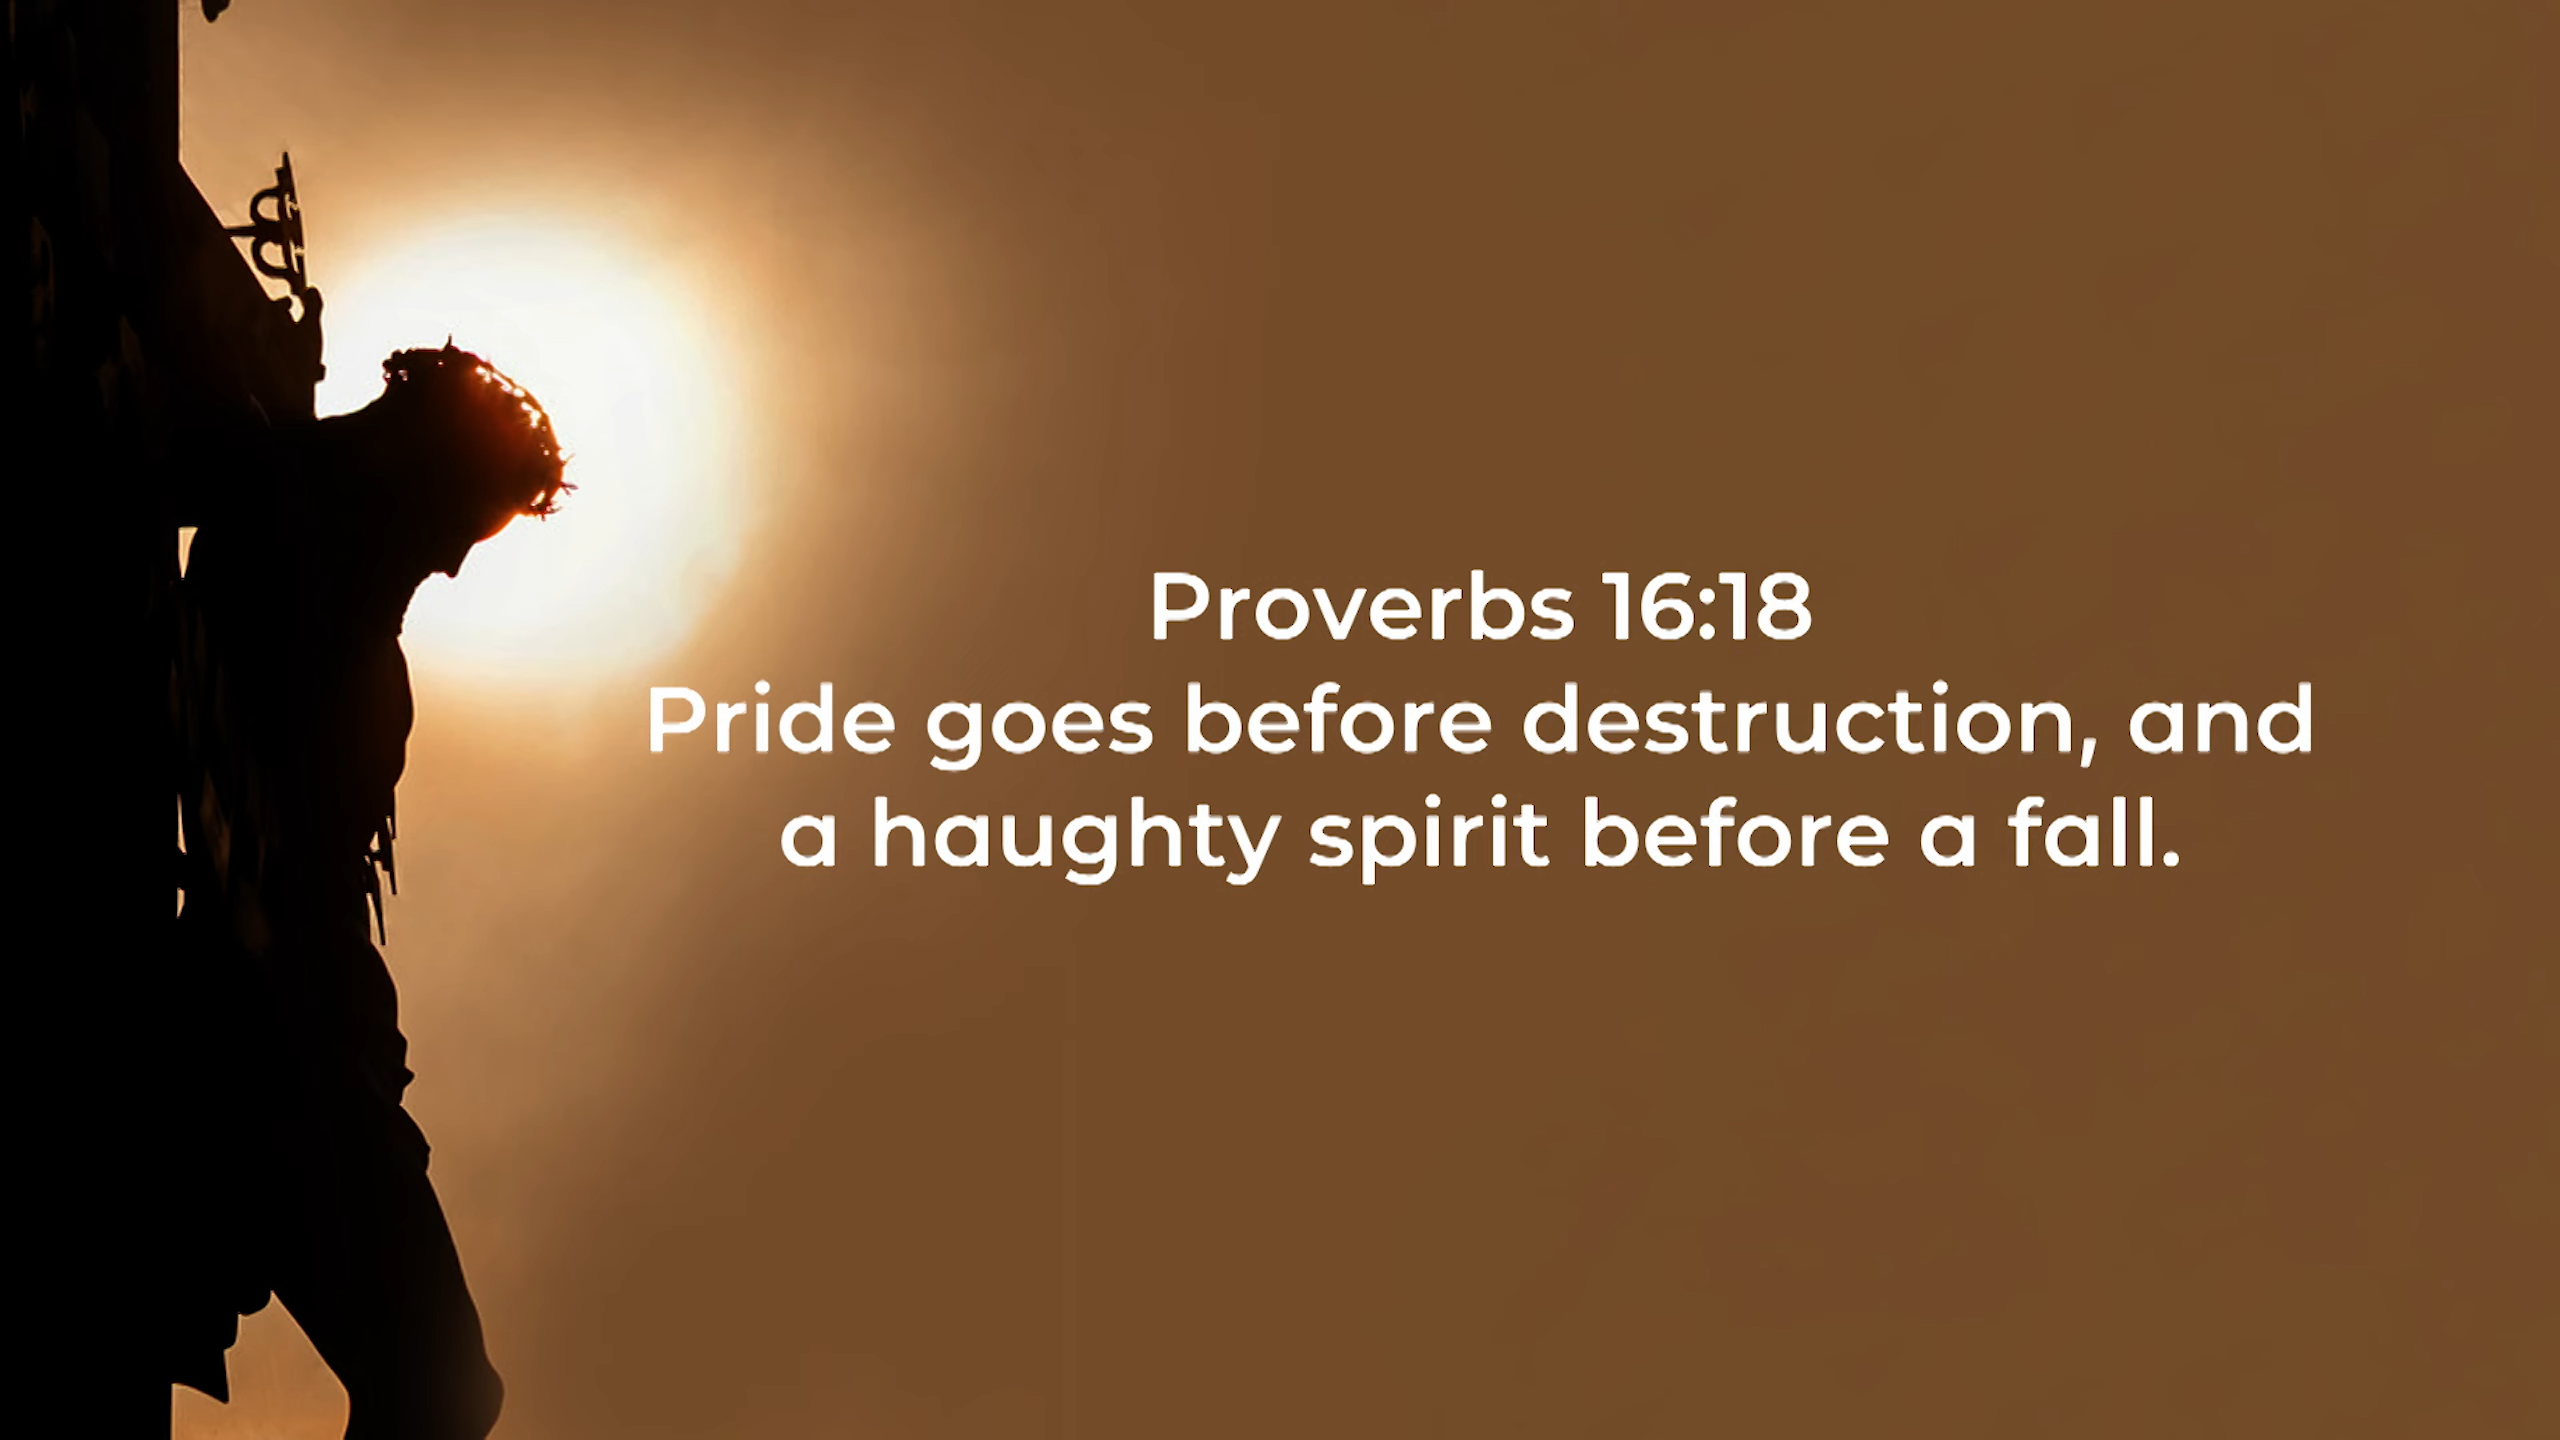 Proverbs 16:18
Pride goes before destruction, and
a haughty spirit before a fall.